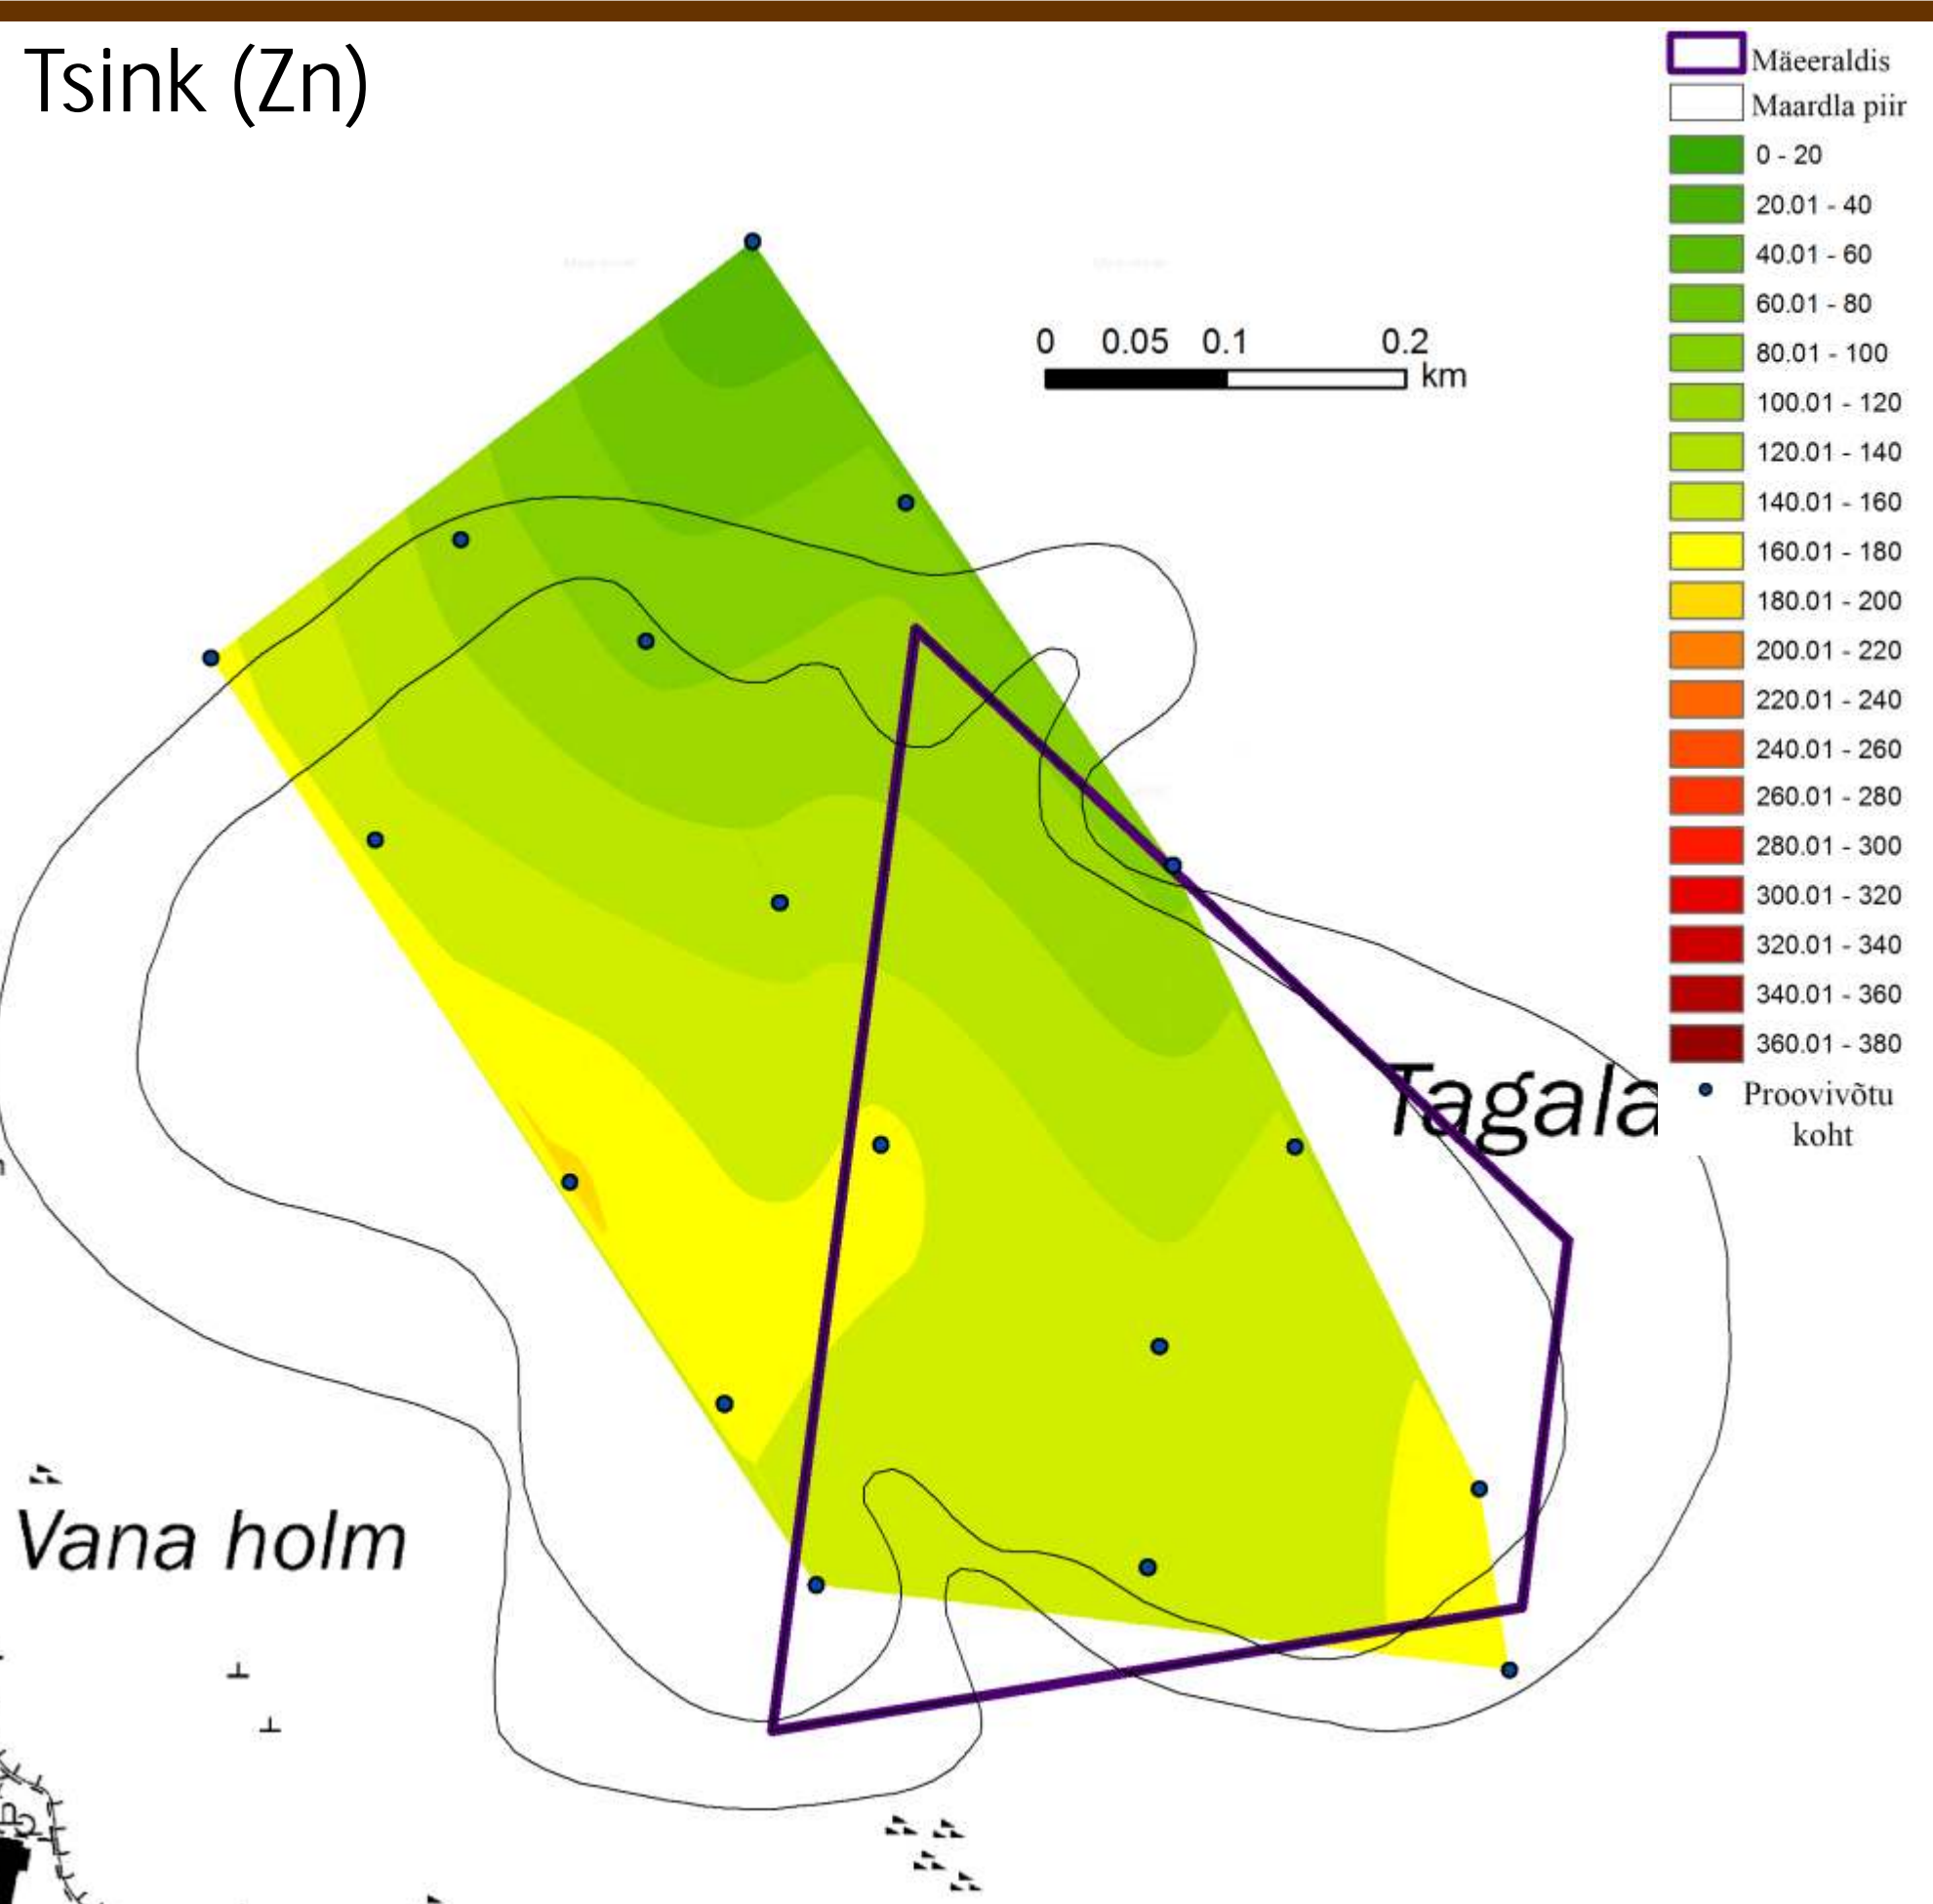 Tsink (Zn)
Mäeeraldis
Maardla piir
0 - 20
20.01 - 40
40.01 - 60
60.01 - 80
80.01 - 100
100.01 - 120
120.01 - 140
140.01 - 160
160.01 - 180
180.01 - 200
200.01 - 220
220.01 - 240
240.01 - 260
260.01 - 280
280.01 - 300
300.01 - 320
320.01 - 340
340.01 - 360
360.01 - 380
Proovivõtu
koht
0 0.05 0.1 0.2
km
Tagala
Vana holm